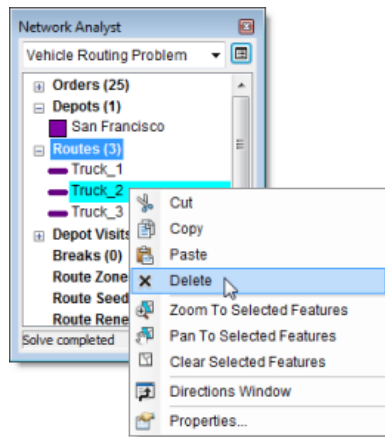 Network Analyst
Vehicle Routing Problem
Orders (25)
Depots (1)
San Francisco
Routes (3)
Truck_1
Truck_2
Truck_3
Depot Visits
Breaks (0)
Route Zone
Route Seed
Route Rene
Solve completed
Cut
Copy
Paste
Delete
Zoom To Selected Features
Pan To Selected Features
Clear Selected Features
Directions Window
Properties...